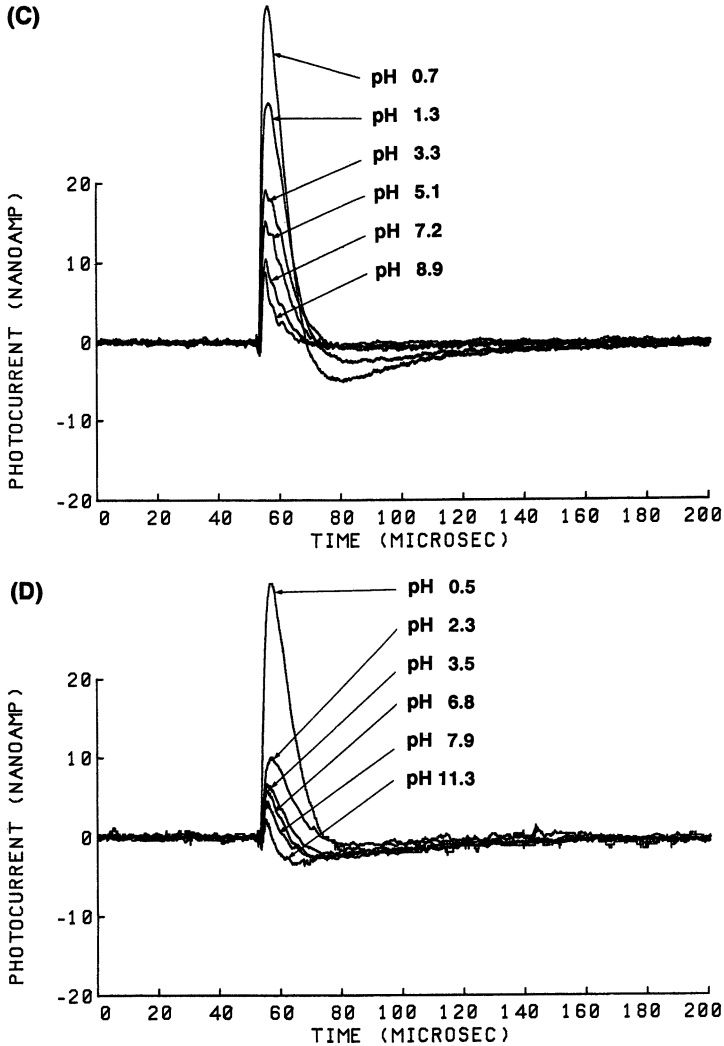 (C)
pH 0.7
pH 1.3
pH 3.3
pH 5.1
pH 7.2
pH 8.9
PHOTOCURRENT (NANOAMP)
20
10
0
-10
-20
0 20 40 60 80 100 120 140 160 180 200
TIME (MICROSEC)
(D)
pH 0.5
pH 2.3
pH 3.5
pH 6.8
pH 7.9
pH 11.3
PHOTOCURRENT (NANOAMP)
20
10
0
-10
-20
0 20 40 60 80 100 120 140 160 180 200
TIME (MICROSEC)